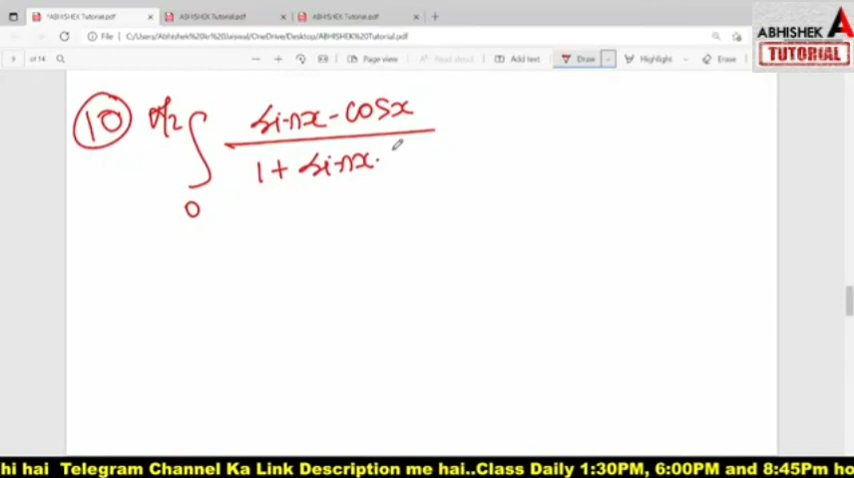 *ABHISHEK Tutorial.pdf
ABHISHEK Tutorial.pdf
ABHISHEK Tutorial.pdf
File
C:/Users/Abhishek%20kr%20Jaiswal/OneDrive/Desktop/ABHISHEK%20Tutorial.pdf
of 14
Page view
Read aloud
Add text
Draw
Highlight
Erase
ABHISHEK
TUTORIAL
10 π/2 ∫ sinx - cosx
1 + sinx.
0
hi hai Telegram Channel Ka Link Description me hai..Class Daily 1:30PM, 6:00PM and 8:45Pm ho